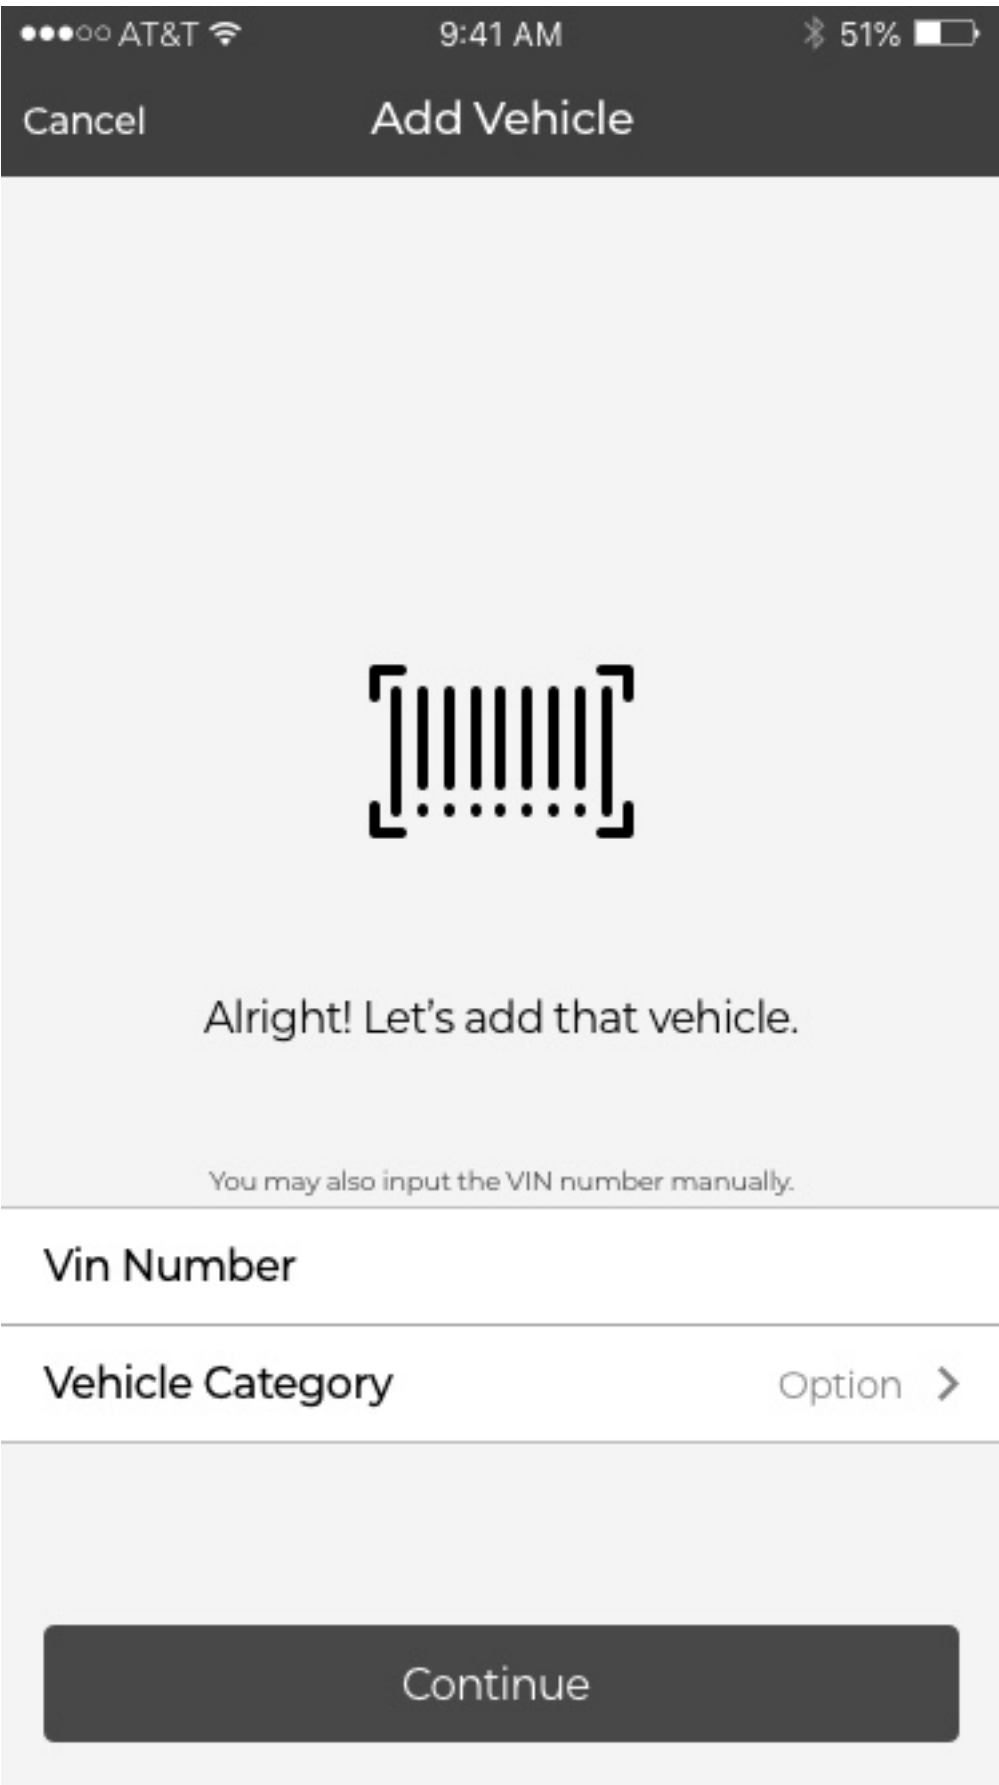 AT&T 9:41 AM 51%
Cancel Add Vehicle
Alright! Let’s add that vehicle.
You may also input the VIN number manually.
Vin Number
Vehicle Category Option
Continue